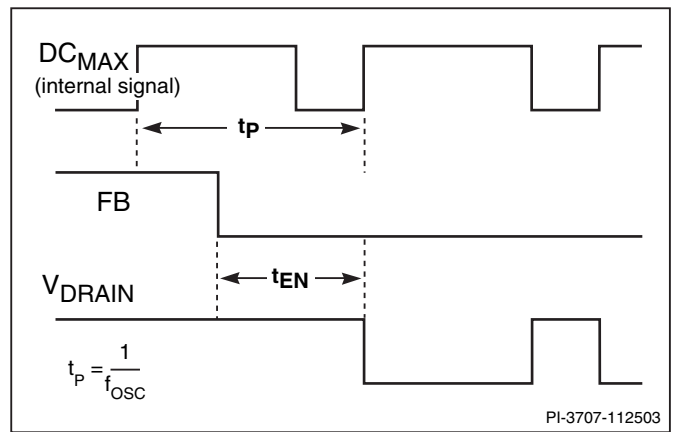 DCMAX
(internal signal)
tP
FB
tEN
VDRAIN
tP = 1/fOSC
PI-3707-112503